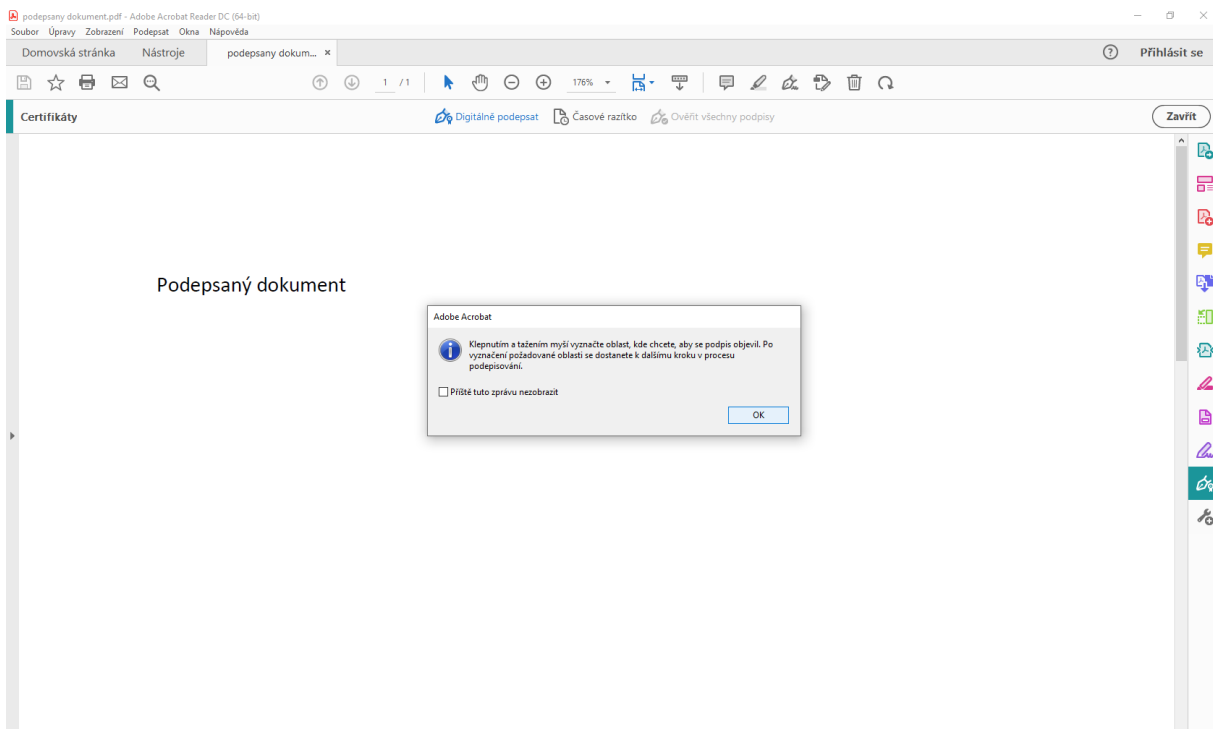 podepsany dokument.pdf - Adobe Acrobat Reader DC (64-bit)
Soubor Úpravy Zobrazení Podepsat Okna Nápověda
Domovská stránka Nástroje podepsany dokum... × ? Přihlásit se
1 / 1 176%
Certifikáty Digitálně podepsat Časové razítko Ověřit všechny podpisy Zavřít
Podepsaný dokument
Adobe Acrobat
Klepnutím a tažením myší vyznačte oblast, kde chcete, aby se podpis objevil. Po
vyznačení požadované oblasti se dostanete k dalšímu kroku v procesu
podepisování.
Příště tuto zprávu nezobrazit
OK